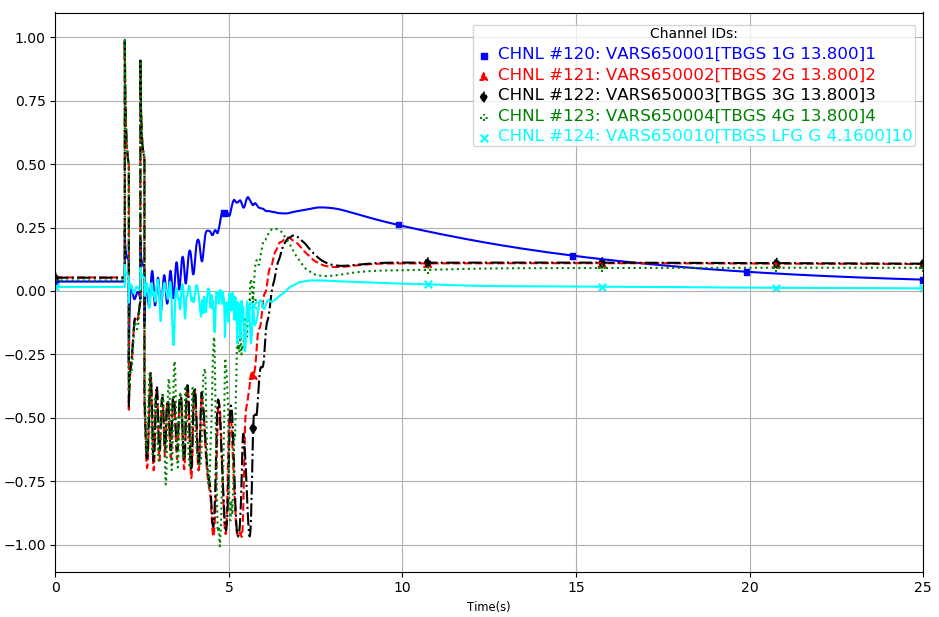 1.00
0.75
0.50
0.25
0.00
−0.25
−0.50
−0.75
−1.00
Channel IDs:
CHNL #120: VARS650001[TBGS 1G 13.800]1
CHNL #121: VARS650002[TBGS 2G 13.800]2
CHNL #122: VARS650003[TBGS 3G 13.800]3
CHNL #123: VARS650004[TBGS 4G 13.800]4
CHNL #124: VARS650010[TBGS LFG G 4.1600]10
0 5 10 15 20 25
Time(s)